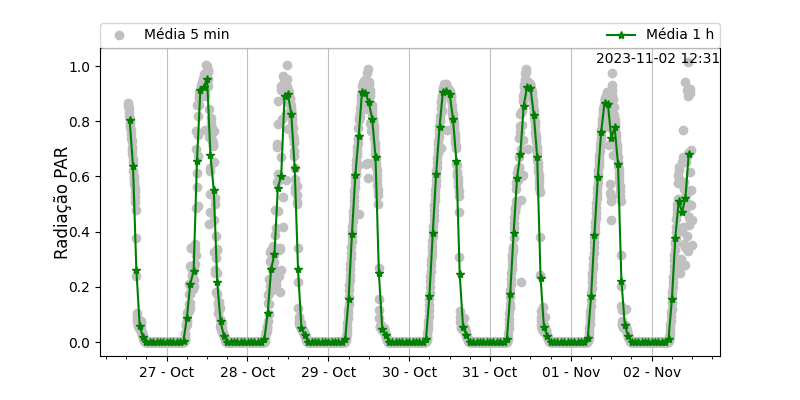 Média 5 min
Média 1 h
2023-11-02 12:31
Radiação PAR
1.0
0.8
0.6
0.4
0.2
0.0
27 - Oct
28 - Oct
29 - Oct
30 - Oct
31 - Oct
01 - Nov
02 - Nov